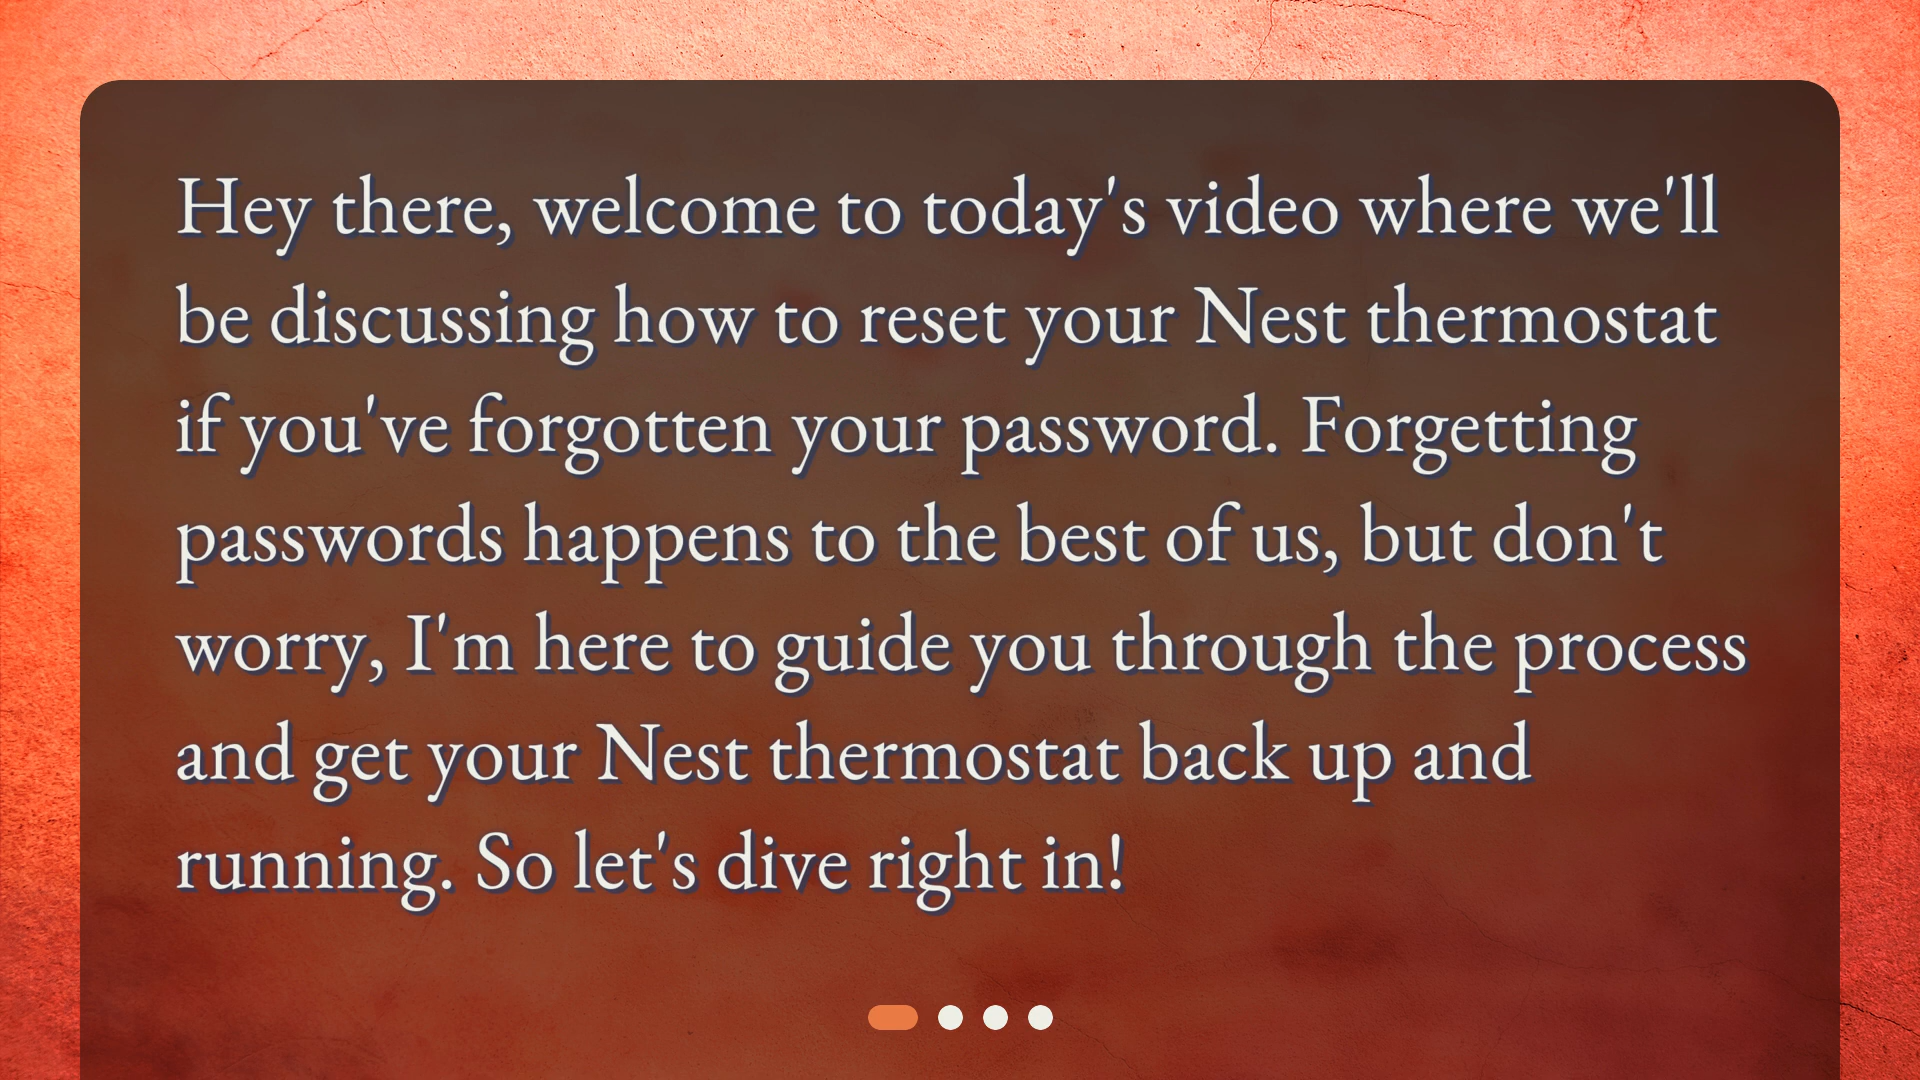 Hey there, welcome to today's video where we'll
be discussing how to reset your Nest thermostat
if you've forgotten your password. Forgetting
passwords happens to the best of us, but don't
worry, I'm here to guide you through the process
and get your Nest thermostat back up and
running. So let's dive right in!